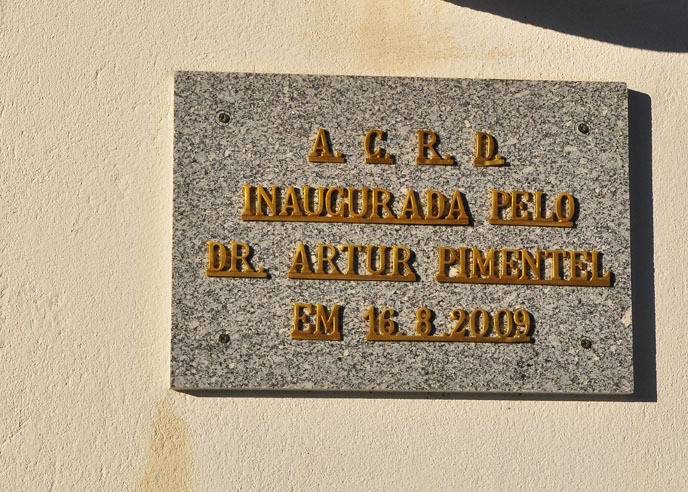 A. C. R. D.
INAUGURADA PELO
DR. ARTUR PIMENTEL
EM 16.8.2009